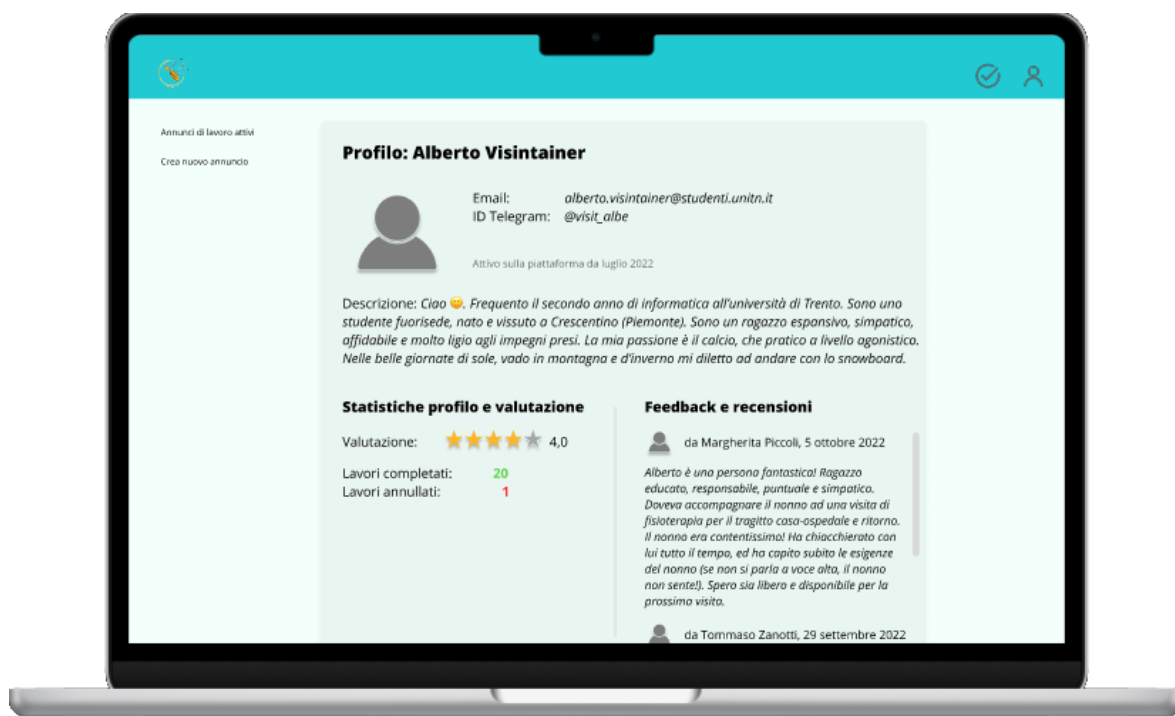 Annunci di lavoro attivi
Crea nuovo annuncio
Profilo: Alberto Visintainer
Email: alberto.visintainer@studenti.unitn.it
ID Telegram: @visit_albe
Attivo sulla piattaforma da luglio 2022
Descrizione: Ciao 😊. Frequento il secondo anno di informatica all'università di Trento. Sono uno
studente fuorisede, nato e vissuto a Crescentino (Piemonte). Sono un ragazzo espansivo, simpatico,
affidabile e molto ligio agli impegni presi. La mia passione è il calcio, che pratico a livello agonistico.
Nelle belle giornate di sole, vado in montagna e d'inverno mi diletto ad andare con lo snowboard.
Statistiche profilo e valutazione
Valutazione: 4,0
Lavori completati: 20
Lavori annullati: 1
Feedback e recensioni
da Margherita Piccoli, 5 ottobre 2022
Alberto è una persona fantastica! Ragazzo
educato, responsabile, puntuale e simpatico.
Doveva accompagnare il nonno ad una visita di
fisioterapia per il tragitto casa-ospedale e ritorno.
Il nonno era contentissimo! Ha chiacchierato con
lui tutto il tempo, ed ha capito subito le esigenze
del nonno (se non si parla a voce alta, il nonno
non sente!). Spero sia libero e disponibile per la
prossima visita.
da Tommaso Zanotti, 29 settembre 2022